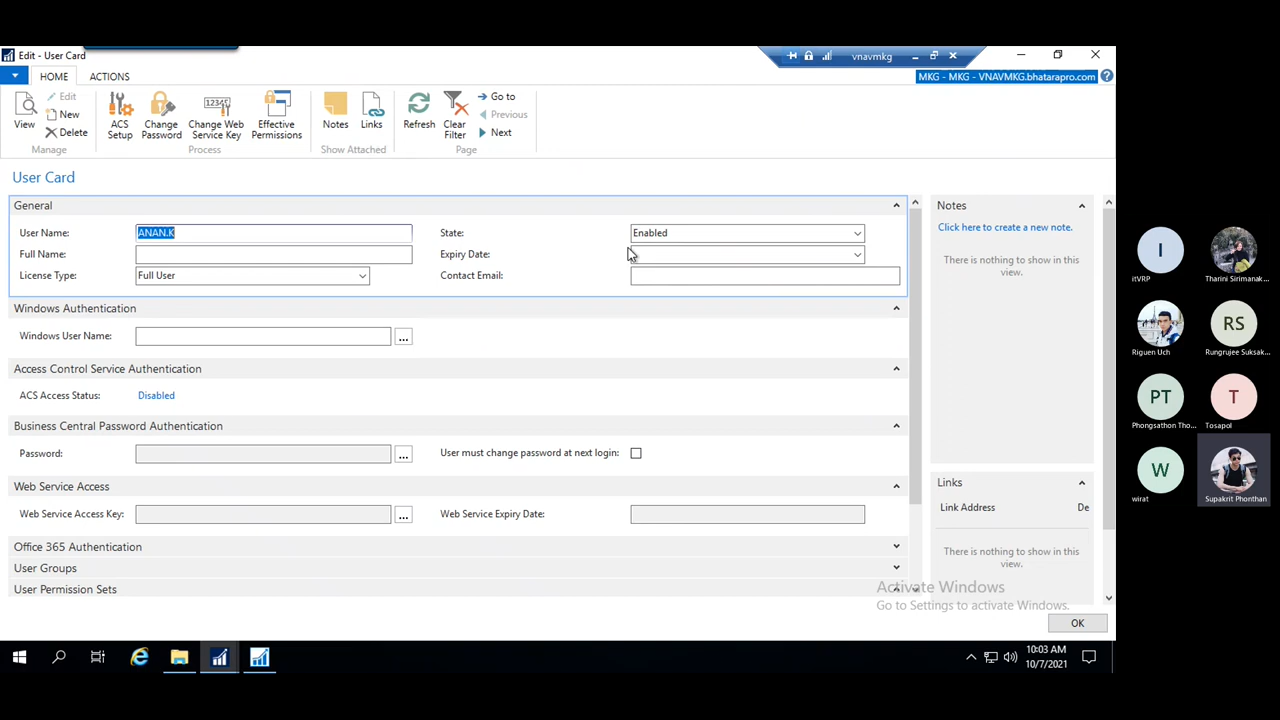 Edit - User Card
vnavmkg
HOME
ACTIONS
MKG - MKG - VNAVMKG.bhatarapro.com
View
Edit
New
Delete
Manage
ACS Setup
Change Password
Change Web Service Key
Effective Permissions
Process
Notes
Links
Show Attached
Refresh
Clear Filter
Go to
Previous
Next
Page
User Card
General
User Name: ANAN.K
State: Enabled
Full Name:
Expiry Date:
License Type: Full User
Contact Email:
Windows Authentication
Windows User Name:
Access Control Service Authentication
ACS Access Status: Disabled
Business Central Password Authentication
Password:
User must change password at next login:
Web Service Access
Web Service Access Key:
Web Service Expiry Date:
Office 365 Authentication
User Groups
User Permission Sets
Notes
Click here to create a new note.
There is nothing to show in this
view.
Links
Link Address De
There is nothing to show in this
view.
Activate Windows
Go to Settings to activate Windows.
OK
10:03 AM
10/7/2021
I
itVRP
Tharini Sirimanak...
Riguen Uch
RS
Rungrujee Suksak...
PT
Phongsathon Tho...
T
Tosapol
W
wirat
Supakrit Phonthan